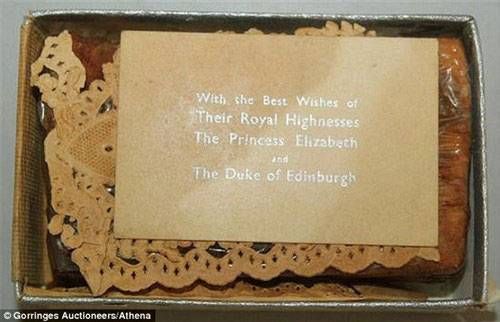 With the Best Wishes of
Their Royal Highnesses
The Princess Elizabeth
and
The Duke of Edinburgh
© Gorringes Auctioneers/Athena